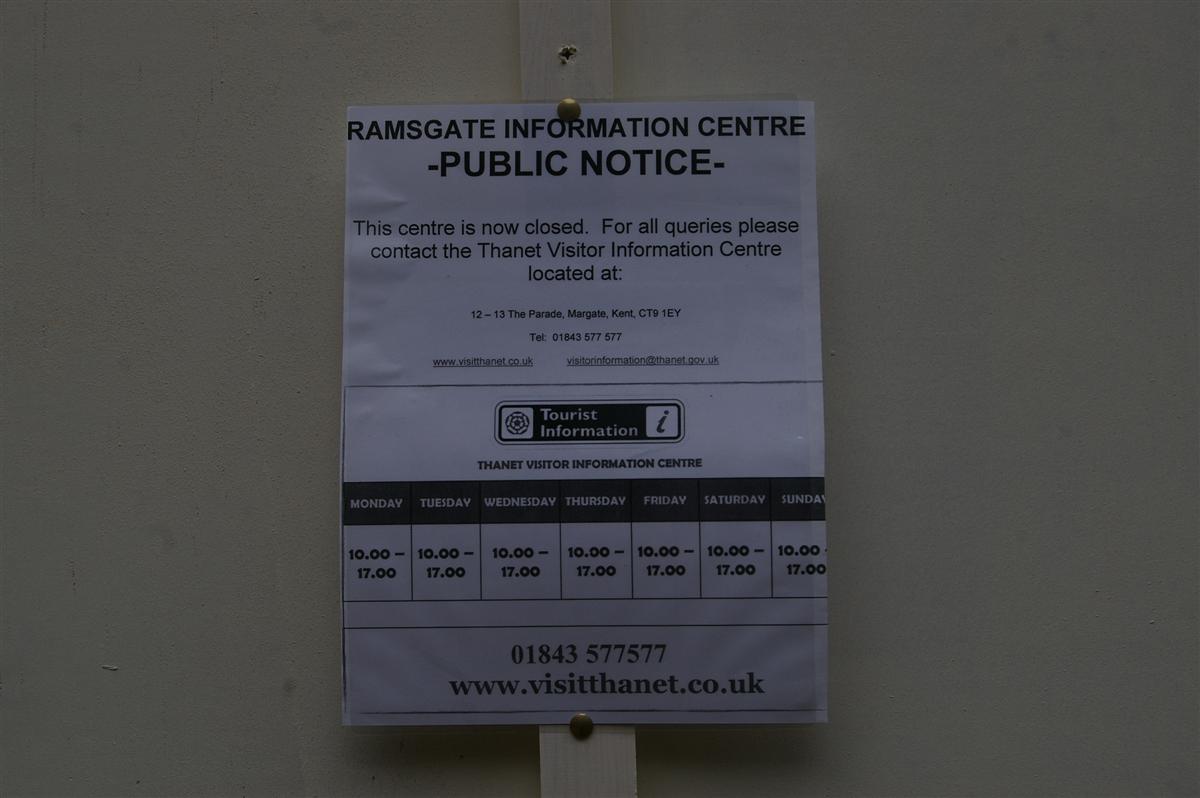 RAMSGATE INFORMATION CENTRE
-PUBLIC NOTICE-
This centre is now closed. For all queries please
contact the Thanet Visitor Information Centre
located at:
12 – 13 The Parade, Margate, Kent, CT9 1EY
Tel: 01843 577 577
www.visitthanet.co.uk visitorinformation@thanet.gov.uk
Tourist
Information i
THANET VISITOR INFORMATION CENTRE
MONDAY TUESDAY WEDNESDAY THURSDAY FRIDAY SATURDAY SUNDAY
10.00 – 10.00 – 10.00 – 10.00 – 10.00 – 10.00 – 10.00 -
17.00 17.00 17.00 17.00 17.00 17.00 17.00
01843 577577
www.visitthanet.co.uk